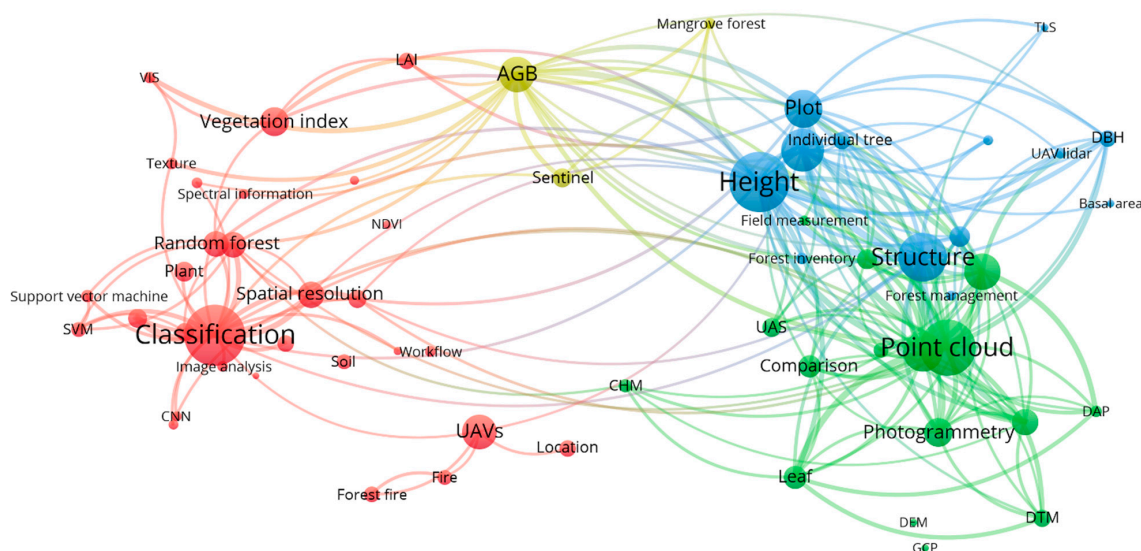 Mangrove forest
TLS
LAI
AGB
VIS
Vegetation index
Plot
Individual tree
DBH
UAV lidar
Texture
Sentinel
Height
Spectral information
Basal area
NDVI
Field measurement
Random forest
Structure
Forest inventory
Plant
Spatial resolution
Forest management
Support vector machine
SVM
Classification
UAS
Point cloud
Image analysis
Soil
Workflow
Comparison
CHM
CNN
DAP
UAVs
Photogrammetry
Location
Fire
Leaf
Forest fire
DTM
DEM
GCP